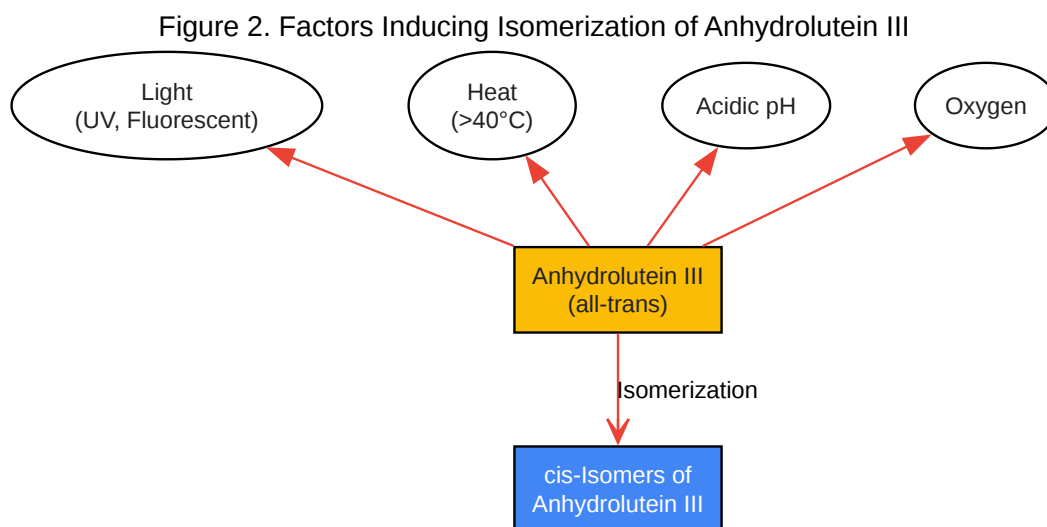 Figure 2. Factors Inducing Isomerization of Anhydrolutein III
Light
(UV, Fluorescent)
Heat
(>40°C)
Acidic pH
Oxygen
Anhydrolutein III
(all-trans)
Isomerization
cis-Isomers of
Anhydrolutein III